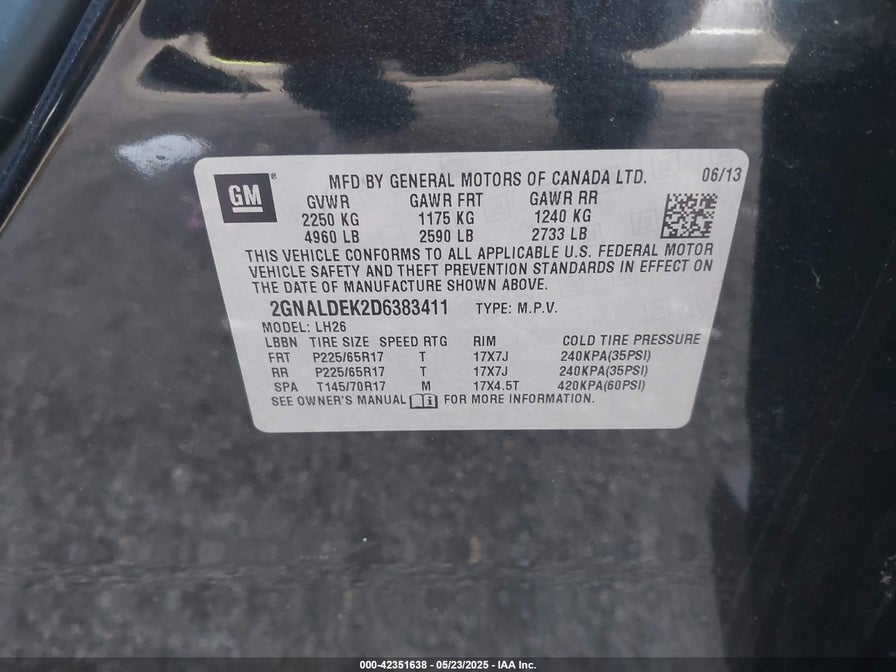 GM
MFD BY GENERAL MOTORS OF CANADA LTD. 06/13
GVWR GAWR FRT GAWR RR
2250 KG 1175 KG 1240 KG
4960 LB 2590 LB 2733 LB
THIS VEHICLE CONFORMS TO ALL APPLICABLE U.S. FEDERAL MOTOR
VEHICLE SAFETY AND THEFT PREVENTION STANDARDS IN EFFECT ON
THE DATE OF MANUFACTURE SHOWN ABOVE.
2GNALDEK2D6383411 TYPE: M.P.V.
MODEL: LH26
LBBN TIRE SIZE SPEED RTG RIM COLD TIRE PRESSURE
FRT P225/65R17 T 17X7J 240KPA(35PSI)
RR P225/65R17 T 17X7J 240KPA(35PSI)
SPA T145/70R17 M 17X4.5T 420KPA(60PSI)
SEE OWNER'S MANUAL i FOR MORE INFORMATION.
000-42351638 - 05/23/2025 - IAA Inc.